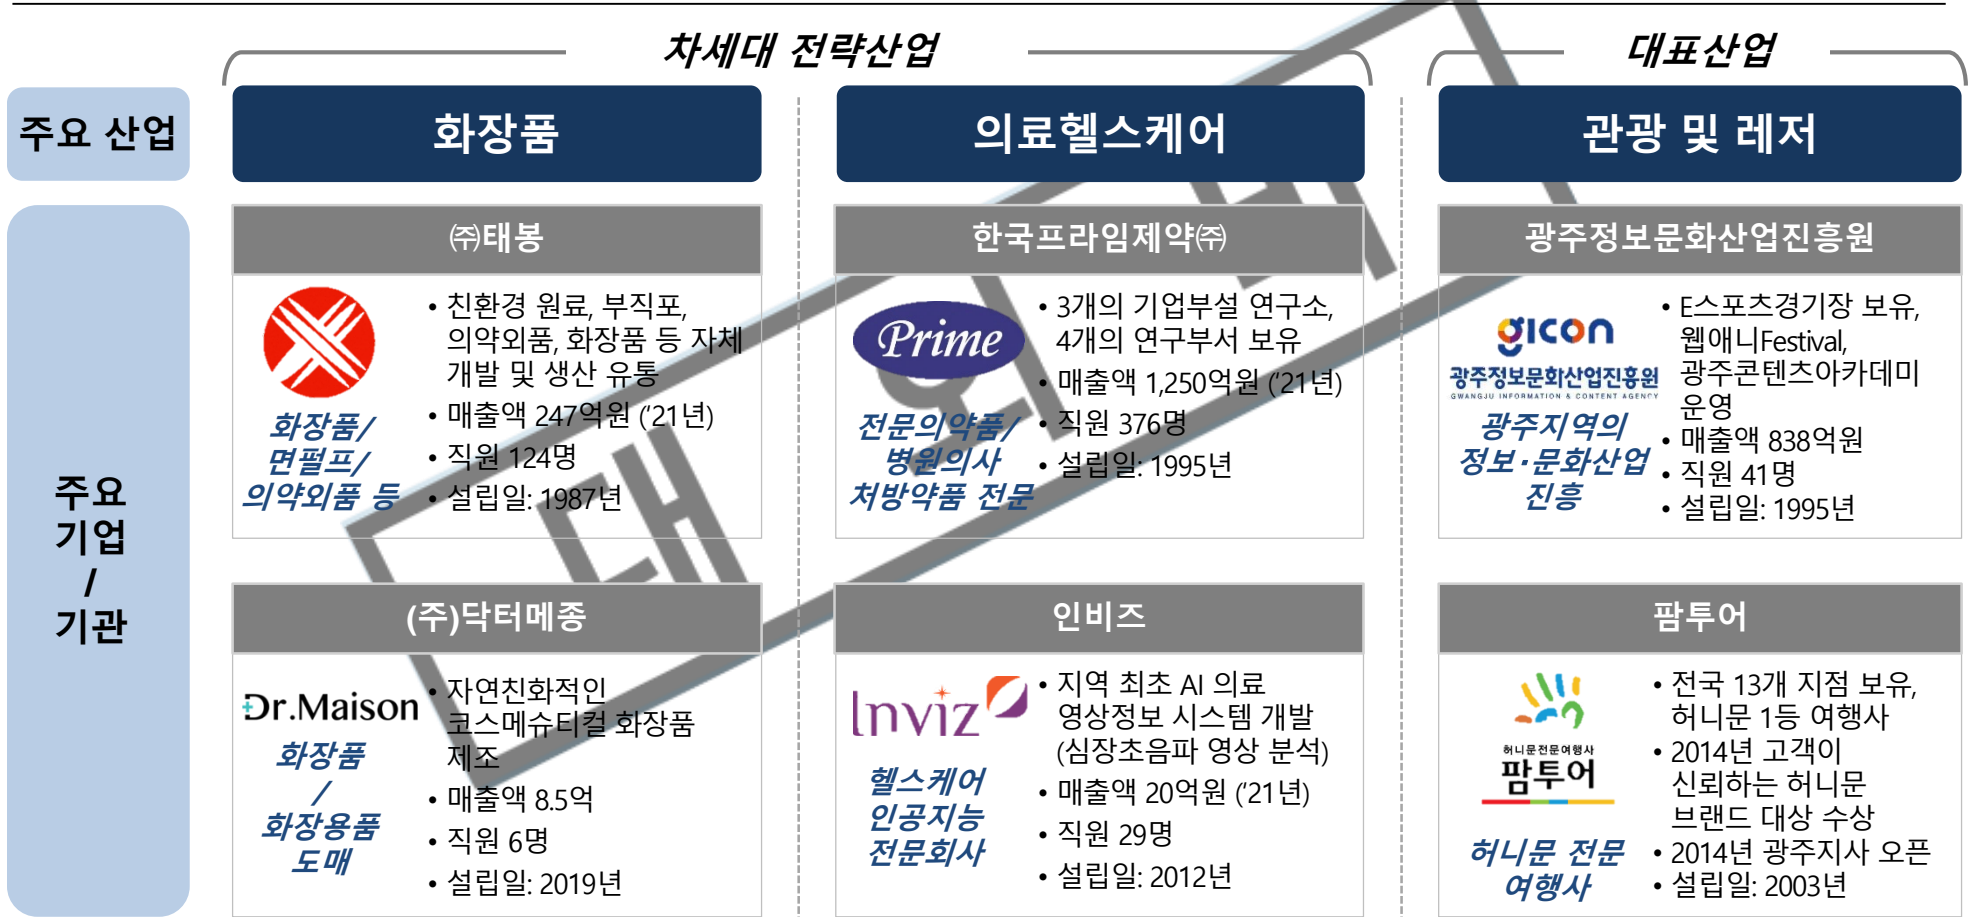 차세대 전략산업
대표산업
주요 산업
화장품
의료헬스케어
관광 및 레저
주요
기업
/
기관
㈜태봉
화장품/
면펄프/
의약외품 등
• 친환경 원료, 부직포,
의약외품, 화장품 등 자체
개발 및 생산 유통
• 매출액 247억원 (’21년)
• 직원 124명
• 설립일: 1987년
한국프라임제약㈜
Prime
전문의약품/
병원의사
처방약품 전문
• 3개의 기업부설 연구소,
4개의 연구부서 보유
• 매출액 1,250억원 (’21년)
• 직원 376명
• 설립일: 1995년
광주정보문화산업진흥원
gicon
광주정보문화산업진흥원
GWANGJU INFORMATION & CONTENT AGENCY
광주지역의
정보·문화산업
진흥
• E스포츠경기장 보유,
웹애니Festival,
광주콘텐츠아카데미
운영
• 매출액 838억원
• 직원 41명
• 설립일: 1995년
(주)닥터메종
Dr.Maison
화장품
/
화장용품
도매
• 자연친화적인
코스메슈티컬 화장품
제조
• 매출액 8.5억
• 직원 6명
• 설립일: 2019년
인비즈
Inviz
헬스케어
인공지능
전문회사
• 지역 최초 AI 의료
영상정보 시스템 개발
(심장초음파 영상 분석)
• 매출액 20억원 (’21년)
• 직원 29명
• 설립일: 2012년
팜투어
허니문전문여행사
팜투어
허니문 전문
여행사
• 전국 13개 지점 보유,
허니문 1등 여행사
• 2014년 고객이
신뢰하는 허니문
브랜드 대상 수상
• 2014년 광주지사 오픈
• 설립일: 2003년
대외비